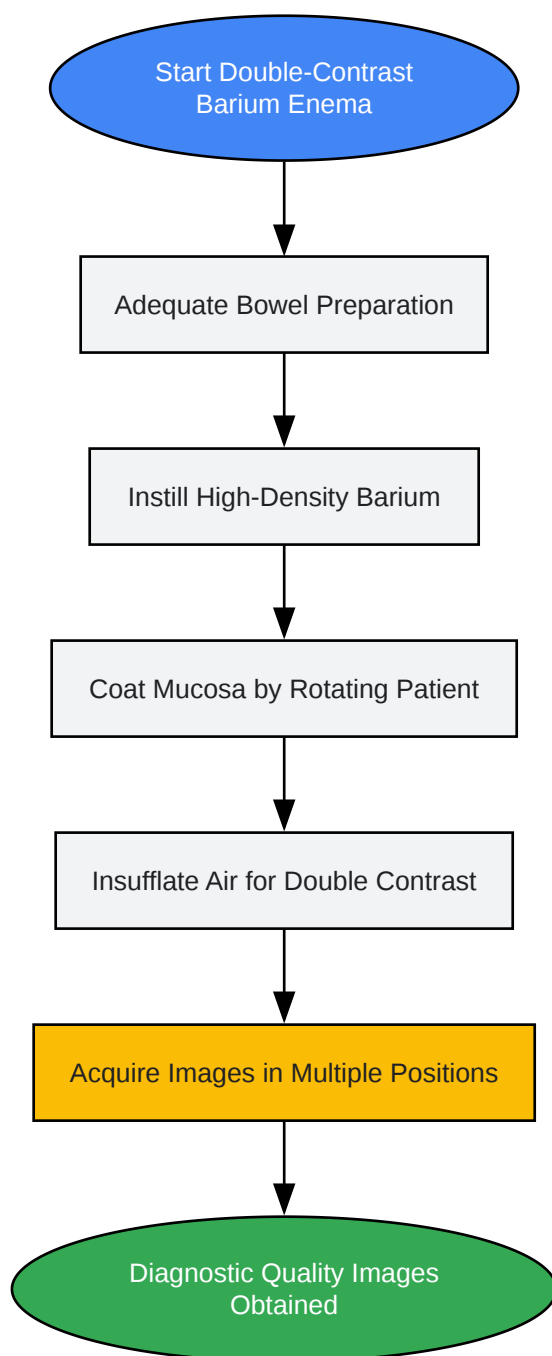 Start Double-Contrast
Barium Enema
Adequate Bowel Preparation
Instill High-Density Barium
Coat Mucosa by Rotating Patient
Insufflate Air for Double Contrast
Acquire Images in Multiple Positions
Diagnostic Quality Images
Obtained